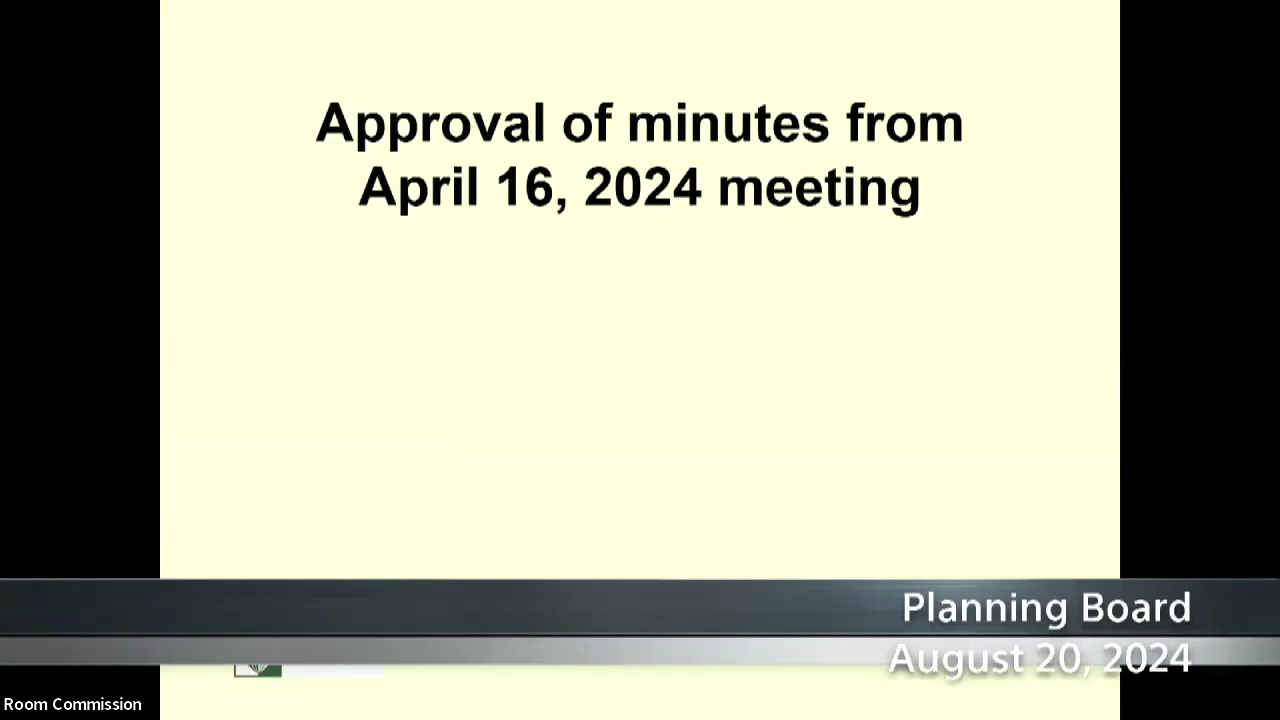 Approval of minutes from
April 16, 2024 meeting
Planning Board
August 20, 2024
Room Commission